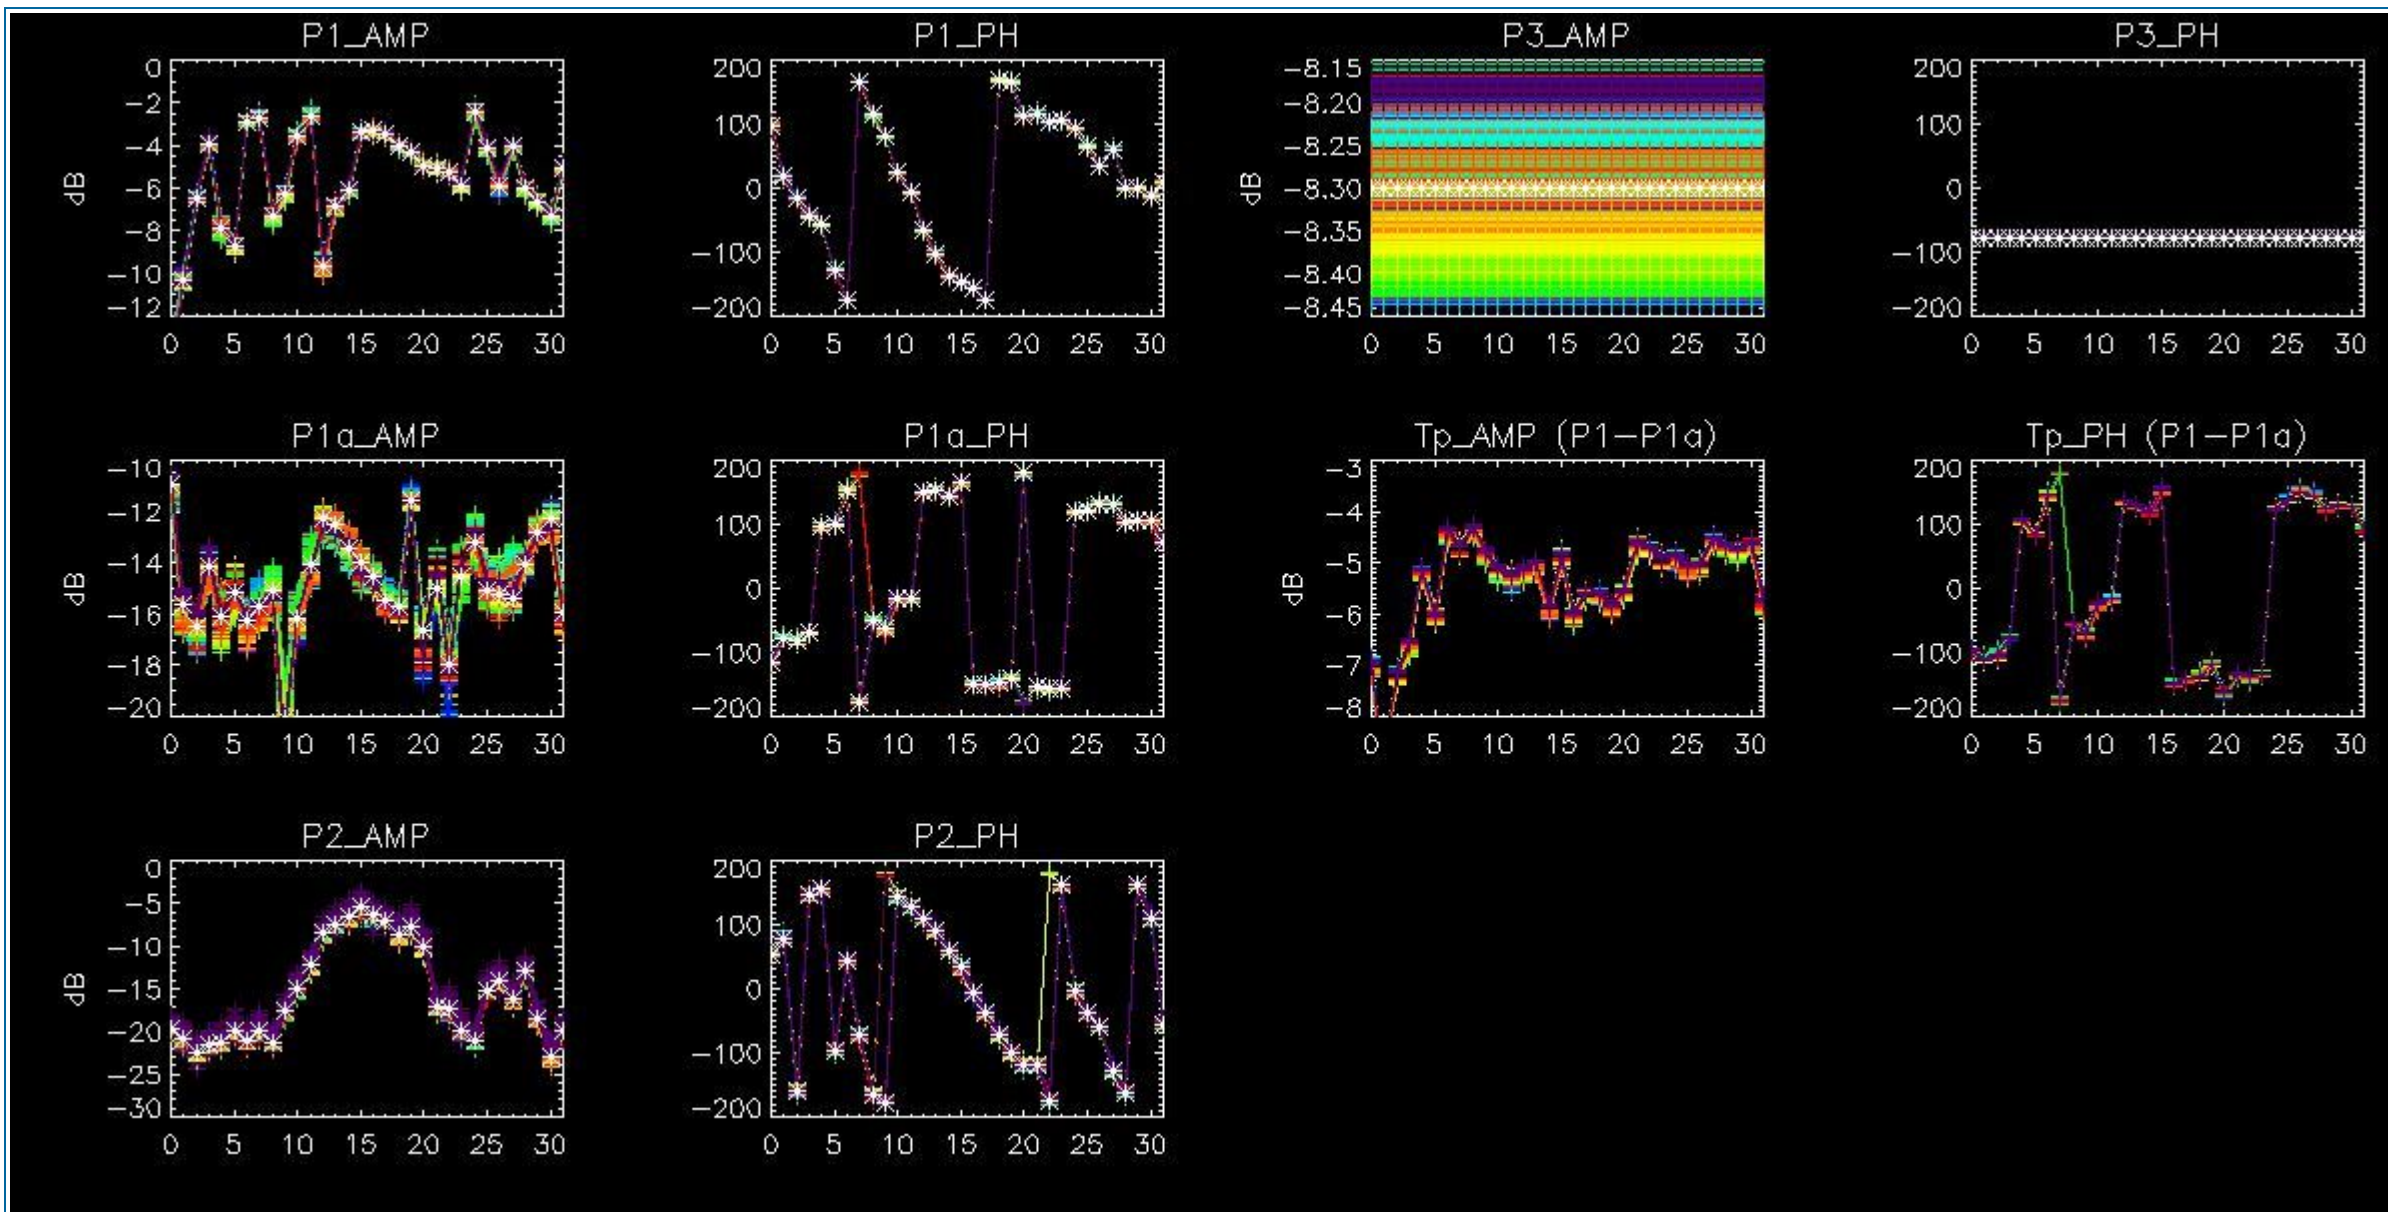 P1_AMP
P1_PH
P3_AMP
P3_PH
0
−2
−4
−6
−8
−10
−12
dB
0 5 10 15 20 25 30
200
100
0
−100
−200
0 5 10 15 20 25 30
−8.15
−8.20
−8.25
−8.30
−8.35
−8.40
−8.45
dB
0 5 10 15 20 25 30
200
100
0
−100
−200
0 5 10 15 20 25 30
P1a_AMP
P1a_PH
Tp_AMP (P1−P1a)
Tp_PH (P1−P1a)
−10
−12
−14
−16
−18
−20
dB
0 5 10 15 20 25 30
200
100
0
−100
−200
0 5 10 15 20 25 30
−3
−4
−5
−6
−7
−8
dB
0 5 10 15 20 25 30
200
100
0
−100
−200
0 5 10 15 20 25 30
P2_AMP
P2_PH
0
−5
−10
−15
−20
−25
−30
dB
0 5 10 15 20 25 30
200
100
0
−100
−200
0 5 10 15 20 25 30